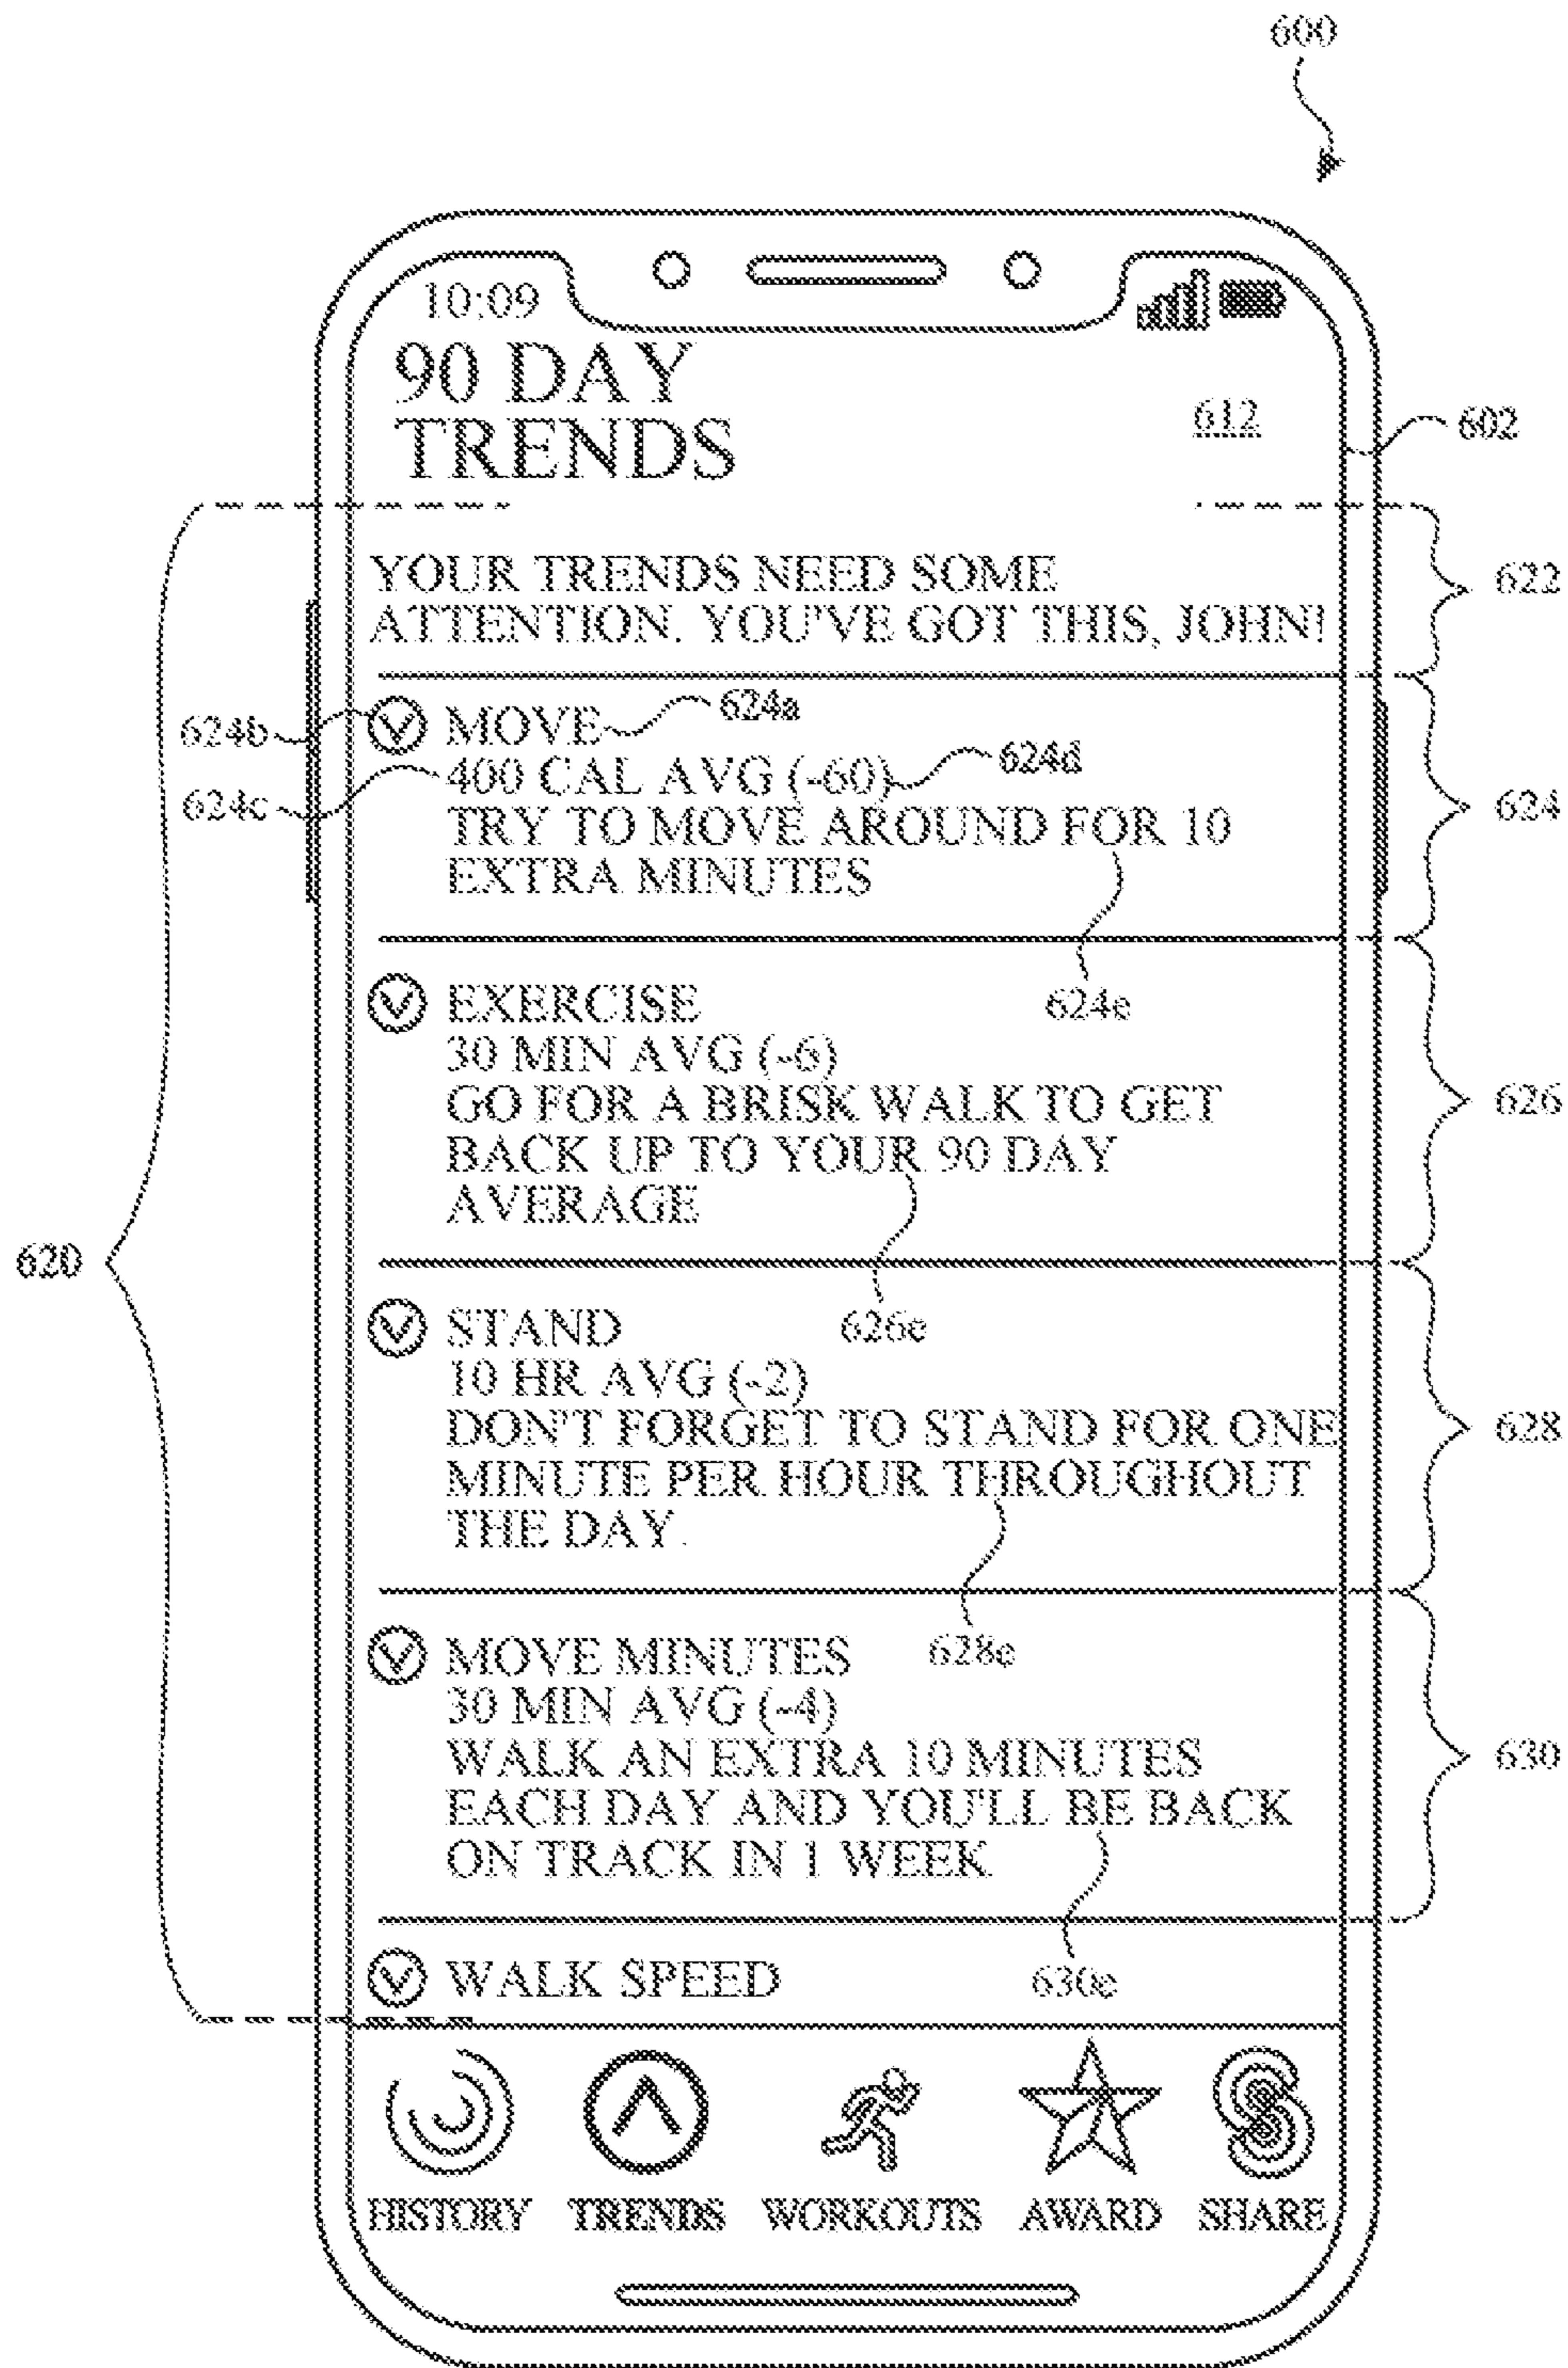 600
10:09
90 DAY
TRENDS
612
602
YOUR TRENDS NEED SOME
ATTENTION. YOU'VE GOT THIS, JOHN!
622
624b
MOVE
624a
624c
400 CAL AVG (-60)
624d
TRY TO MOVE AROUND FOR 10
EXTRA MINUTES
624
624e
EXERCISE
30 MIN AVG (-6)
GO FOR A BRISK WALK TO GET
BACK UP TO YOUR 90 DAY
AVERAGE
626
620
626e
STAND
10 HR AVG (-2)
DON'T FORGET TO STAND FOR ONE
MINUTE PER HOUR THROUGHOUT
THE DAY.
628
628e
MOVE MINUTES
30 MIN AVG (-4)
WALK AN EXTRA 10 MINUTES
EACH DAY AND YOU'LL BE BACK
ON TRACK IN 1 WEEK
630
WALK SPEED
630e
HISTORY TRENDS WORKOUTS AWARD SHARE